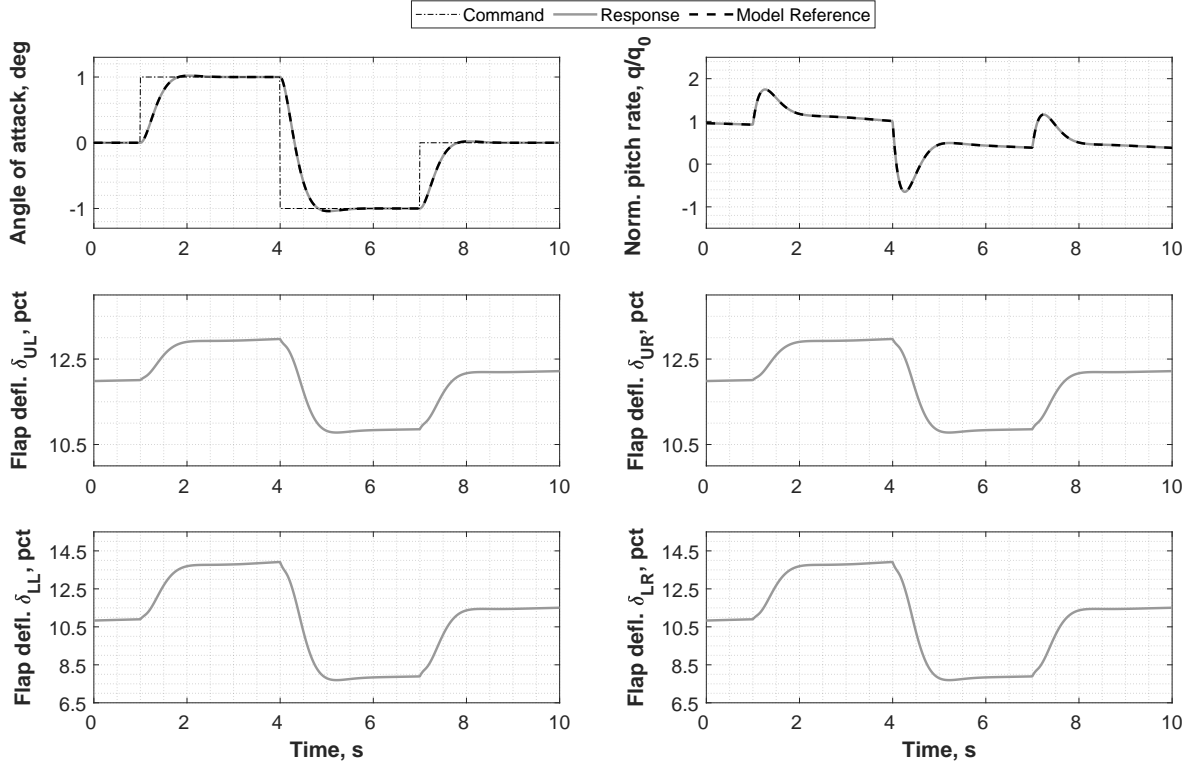 Command Response Model Reference
Angle of attack, deg
1
0
-1
0 2 4 6 8 10
Norm. pitch rate, q/q0
2
1
0
-1
0 2 4 6 8 10
Flap defl. δUL, pct
12.5
10.5
0 2 4 6 8 10
Flap defl. δUR, pct
12.5
10.5
0 2 4 6 8 10
Flap defl. δLL, pct
14.5
12.5
10.5
8.5
6.5
0 2 4 6 8 10
Time, s
Flap defl. δLR, pct
14.5
12.5
10.5
8.5
6.5
0 2 4 6 8 10
Time, s